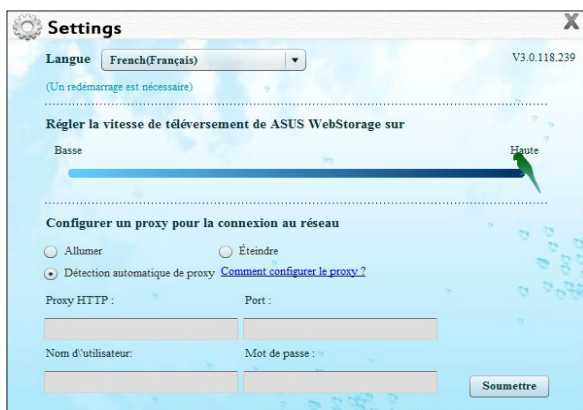 Settings
X
Langue French(Français) V3.0.118.239
(Un redémarrage est nécessaire)
Régler la vitesse de téléversement de ASUS WebStorage sur
Basse Haute
Configurer un proxy pour la connexion au réseau
Allumer Éteindre
Détection automatique de proxy Comment configurer le proxy ?
Proxy HTTP : Port :
Nom d\'utilisateur: Mot de passe :
Soumettre